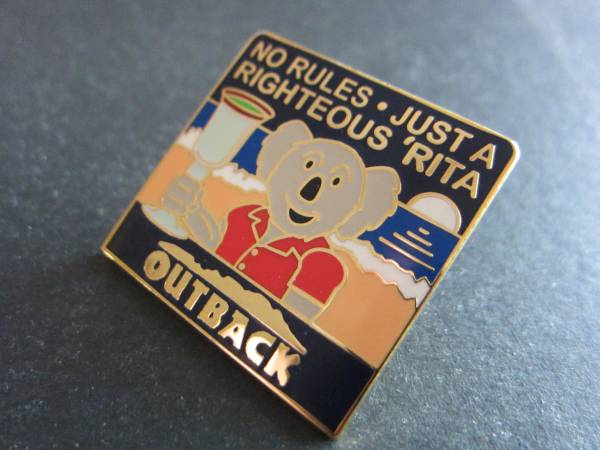 NO RULES • JUST A
RIGHTEOUS 'RITA
OUTBACK